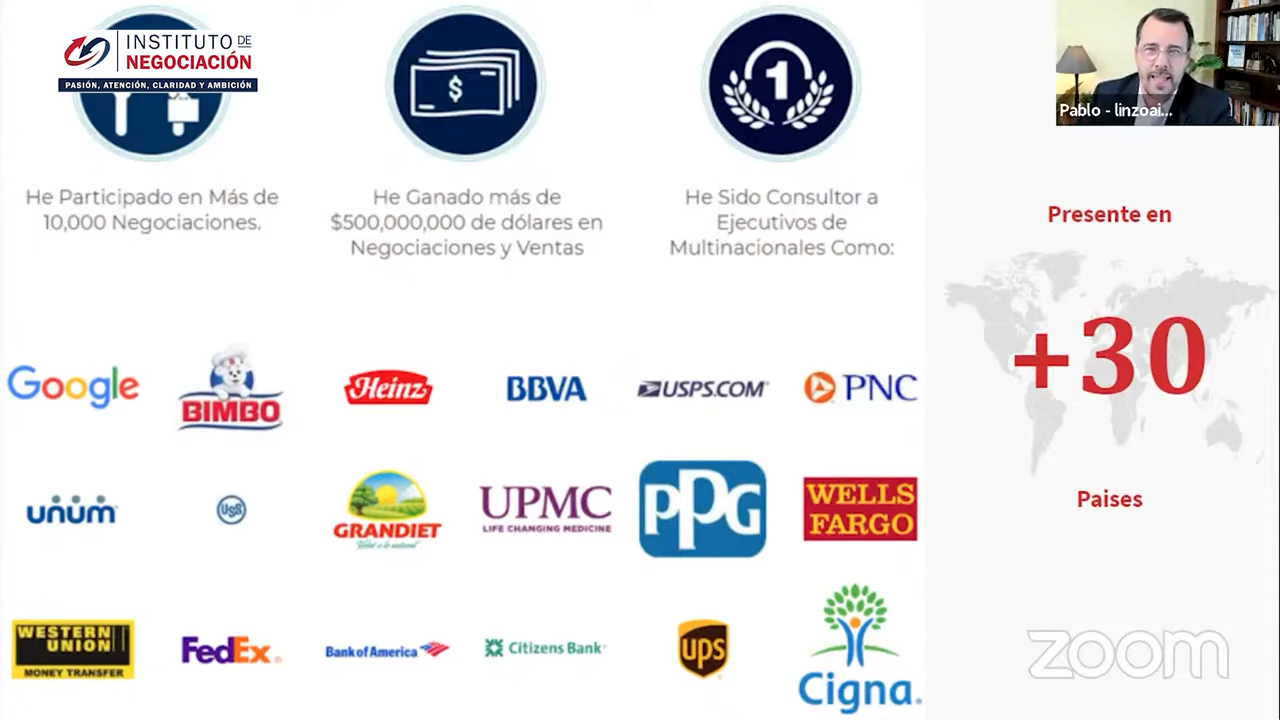 INSTITUTO DE
NEGOCIACIÓN
PASIÓN, ATENCIÓN, CLARIDAD Y AMBICIÓN
$
1
Pablo - linzoai...
He Participado en Más de
10,000 Negociaciones.
He Ganado más de
$500,000,000 de dólares en
Negociaciones y Ventas
He Sido Consultor a
Ejecutivos de
Multinacionales Como:
Presente en
+30
Paises
Google
BIMBO
Heinz
BBVA
USPS.COM®
PNC
unum
USS
GRANDIET
UPMC
LIFE CHANGING MEDICINE
PPG
WELLS
FARGO
WESTERN
UNION
MONEY TRANSFER
FedEx®
Bank of America
Citizens Bank®
ups
Cigna®
zoom